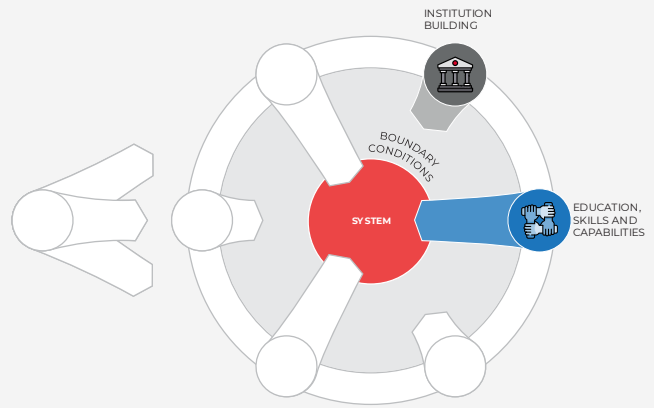 INSTITUTION
BUILDING
BOUNDARY
CONDITIONS
SYSTEM
EDUCATION,
SKILLS AND
CAPABILITIES